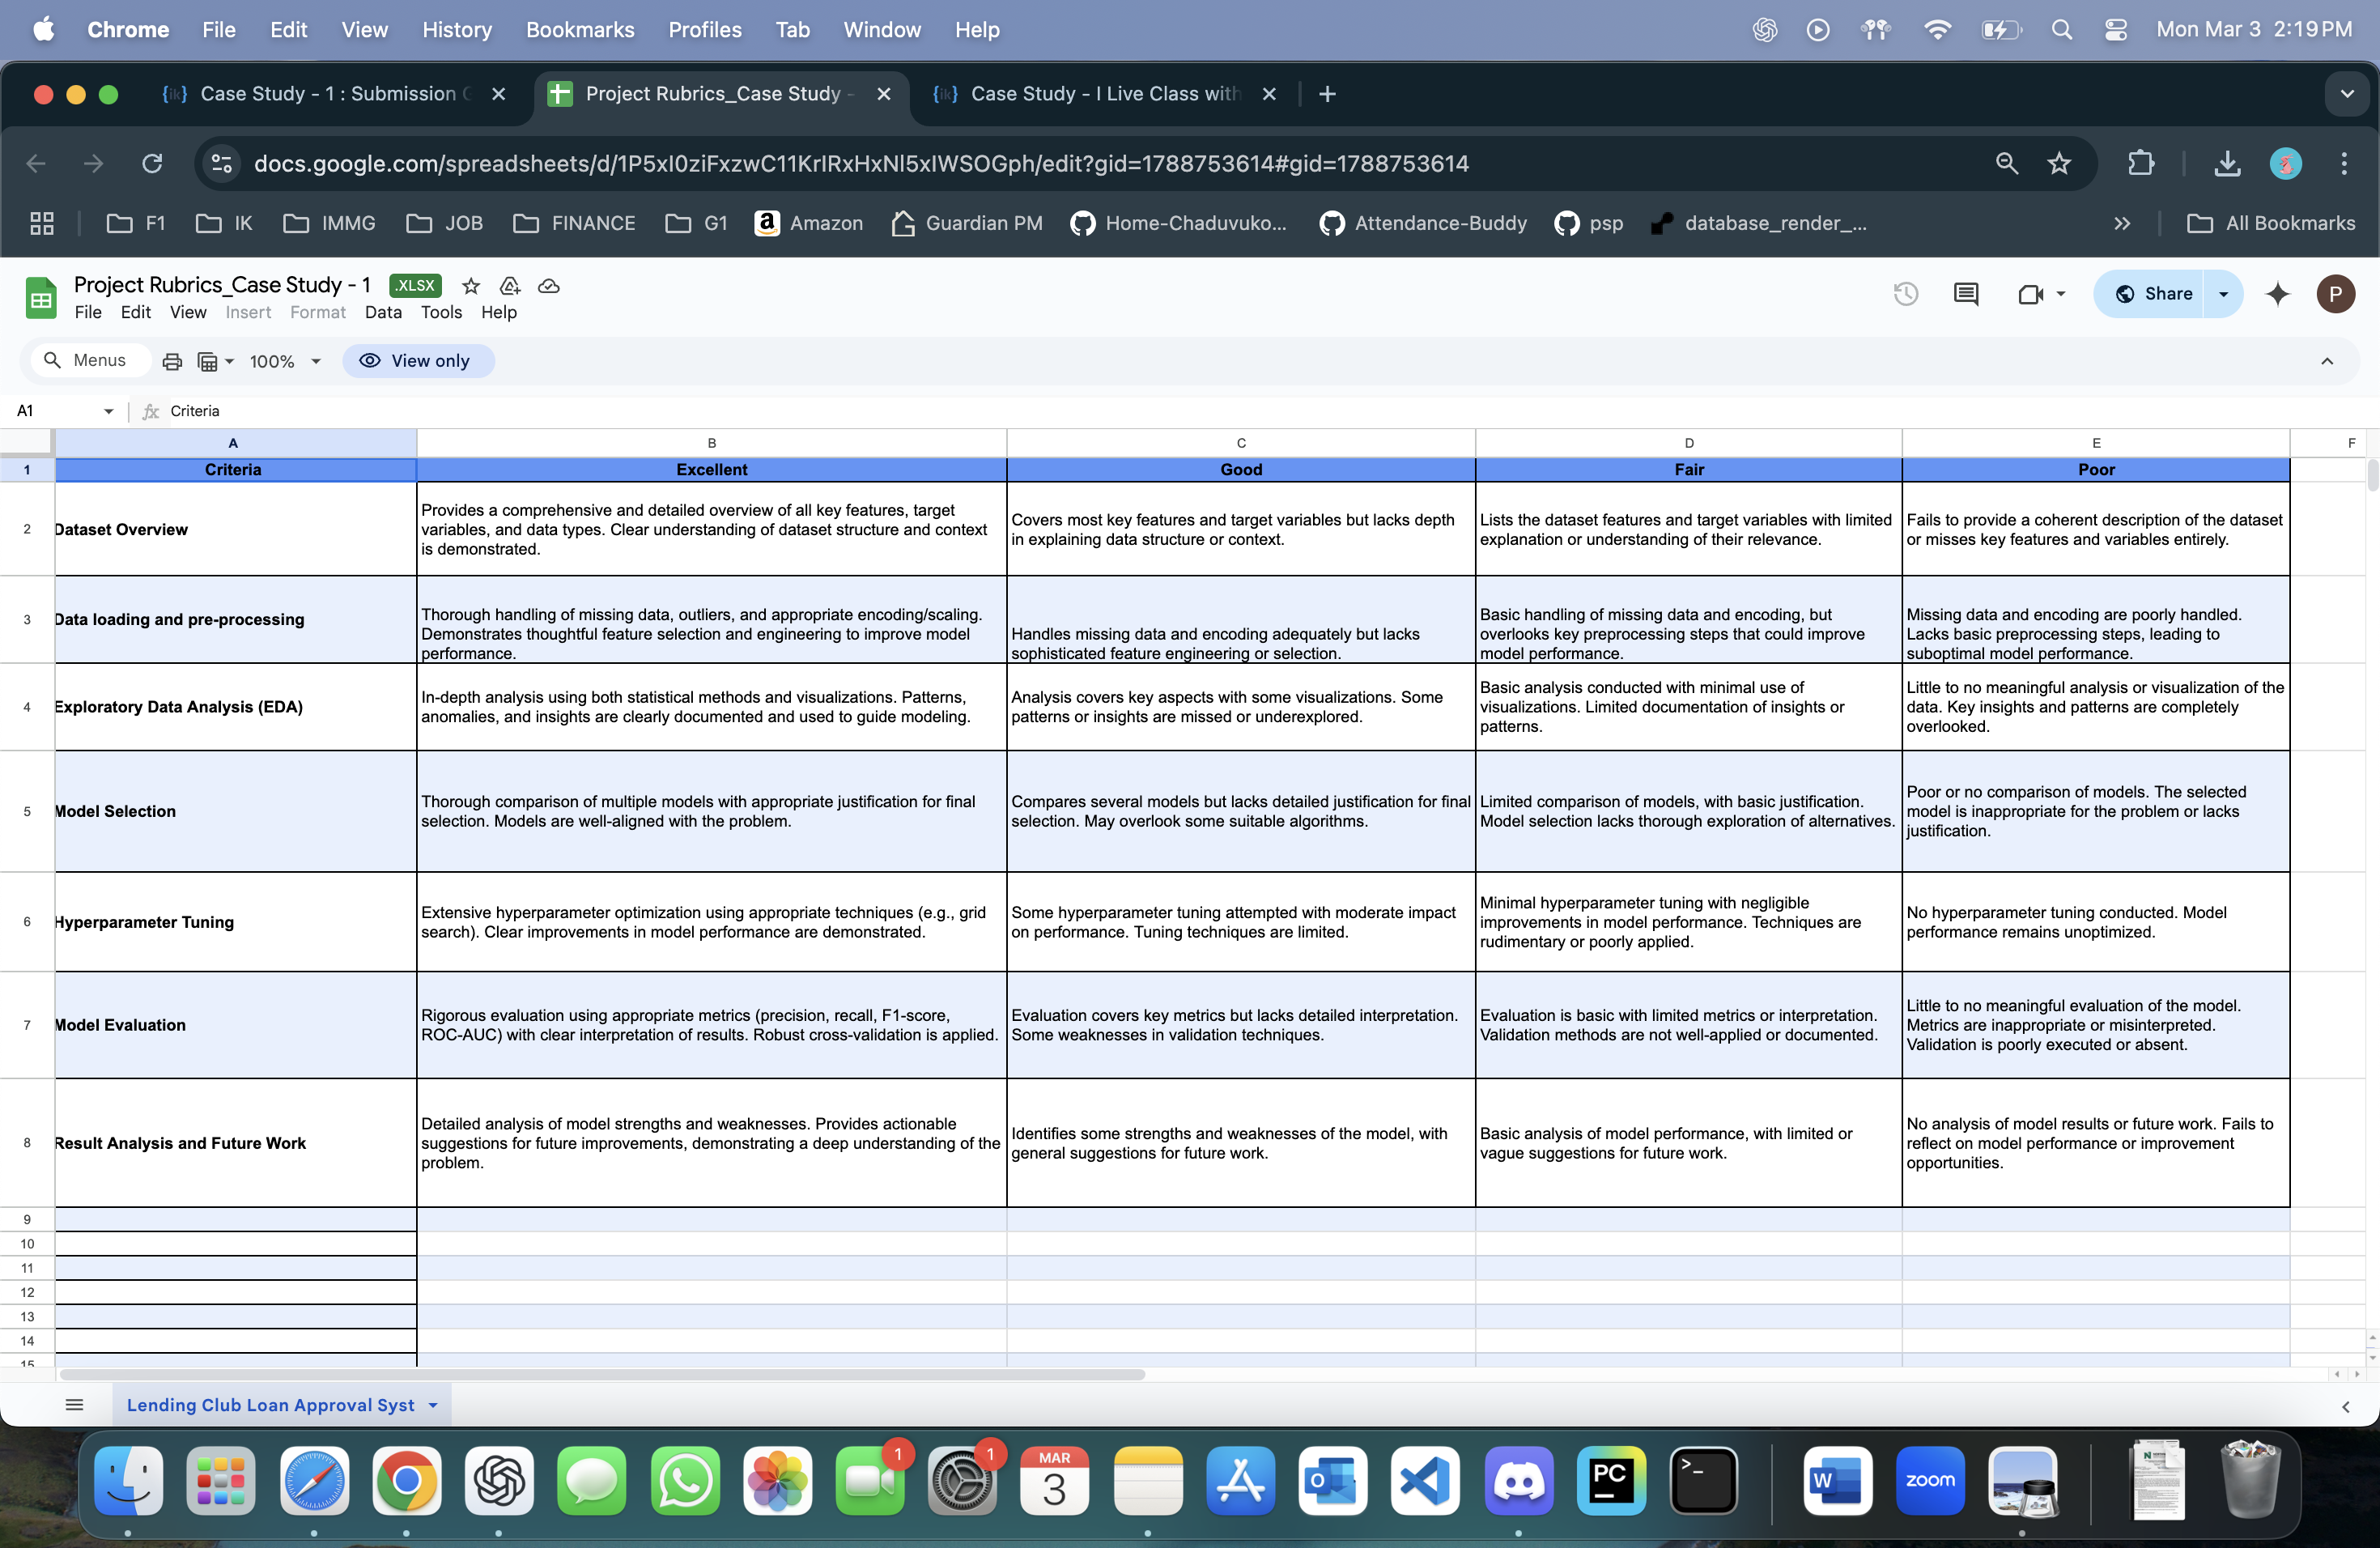 Chrome File Edit View History Bookmarks Profiles Tab Window Help Mon Mar 3 2:19 PM
{ik} Case Study - 1 : Submission Project Rubrics_Case Study - {ik} Case Study - I Live Class with
docs.google.com/spreadsheets/d/1P5xI0ziFxzwC11KrIRxHxNl5xIWSOGph/edit?gid=1788753614#gid=1788753614
F1 IK IMMG JOB FINANCE G1 Amazon Guardian PM Home-Chaduvuko... Attendance-Buddy psp database_render_... All Bookmarks
Project Rubrics_Case Study - 1 .XLSX
Share
P
File Edit View Insert Format Data Tools Help
Menus 100% View only
A1 fx Criteria
A B C D E F
1 Criteria Excellent Good Fair Poor
2
Dataset Overview
Provides a comprehensive and detailed overview of all key features, target
variables, and data types. Clear understanding of dataset structure and context
is demonstrated.
Covers most key features and target variables but lacks depth
in explaining data structure or context.
Lists the dataset features and target variables with limited
explanation or understanding of their relevance.
Fails to provide a coherent description of the dataset
or misses key features and variables entirely.
3
Data loading and pre-processing
Thorough handling of missing data, outliers, and appropriate encoding/scaling.
Demonstrates thoughtful feature selection and engineering to improve model
performance.
Handles missing data and encoding adequately but lacks
sophisticated feature engineering or selection.
Basic handling of missing data and encoding, but
overlooks key preprocessing steps that could improve
model performance.
Missing data and encoding are poorly handled.
Lacks basic preprocessing steps, leading to
suboptimal model performance.
4
Exploratory Data Analysis (EDA)
In-depth analysis using both statistical methods and visualizations. Patterns,
anomalies, and insights are clearly documented and used to guide modeling.
Analysis covers key aspects with some visualizations. Some
patterns or insights are missed or underexplored.
Basic analysis conducted with minimal use of
visualizations. Limited documentation of insights or
patterns.
Little to no meaningful analysis or visualization of the
data. Key insights and patterns are completely
overlooked.
5
Model Selection
Thorough comparison of multiple models with appropriate justification for final
selection. Models are well-aligned with the problem.
Compares several models but lacks detailed justification for final
selection. May overlook some suitable algorithms.
Limited comparison of models, with basic justification.
Model selection lacks thorough exploration of alternatives.
Poor or no comparison of models. The selected
model is inappropriate for the problem or lacks
justification.
6
Hyperparameter Tuning
Extensive hyperparameter optimization using appropriate techniques (e.g., grid
search). Clear improvements in model performance are demonstrated.
Some hyperparameter tuning attempted with moderate impact
on performance. Tuning techniques are limited.
Minimal hyperparameter tuning with negligible
improvements in model performance. Techniques are
rudimentary or poorly applied.
No hyperparameter tuning conducted. Model
performance remains unoptimized.
7
Model Evaluation
Rigorous evaluation using appropriate metrics (precision, recall, F1-score,
ROC-AUC) with clear interpretation of results. Robust cross-validation is applied.
Evaluation covers key metrics but lacks detailed interpretation.
Some weaknesses in validation techniques.
Evaluation is basic with limited metrics or interpretation.
Validation methods are not well-applied or documented.
Little to no meaningful evaluation of the model.
Metrics are inappropriate or misinterpreted.
Validation is poorly executed or absent.
8
Result Analysis and Future Work
Detailed analysis of model strengths and weaknesses. Provides actionable
suggestions for future improvements, demonstrating a deep understanding of the
problem.
Identifies some strengths and weaknesses of the model, with
general suggestions for future work.
Basic analysis of model performance, with limited or
vague suggestions for future work.
No analysis of model results or future work. Fails to
reflect on model performance or improvement
opportunities.
9
10
11
12
13
14
15
Lending Club Loan Approval Syst
1 1 MAR
3
PC
>_
W
zoom